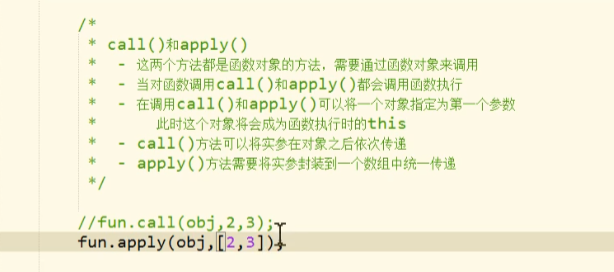 /*
* call()和apply()
* - 这两个方法都是函数对象的方法，需要通过函数对象来调用
* - 当对函数调用call()和apply()都会调用函数执行
* - 在调用call()和apply()可以将一个对象指定为第一个参数
* 此时这个对象将会成为函数执行时的this
* - call()方法可以将实参在对象之后依次传递
* - apply()方法需要将实参封装到一个数组中统一传递
*/
//fun.call(obj,2,3);
fun.apply(obj,[2,3]);